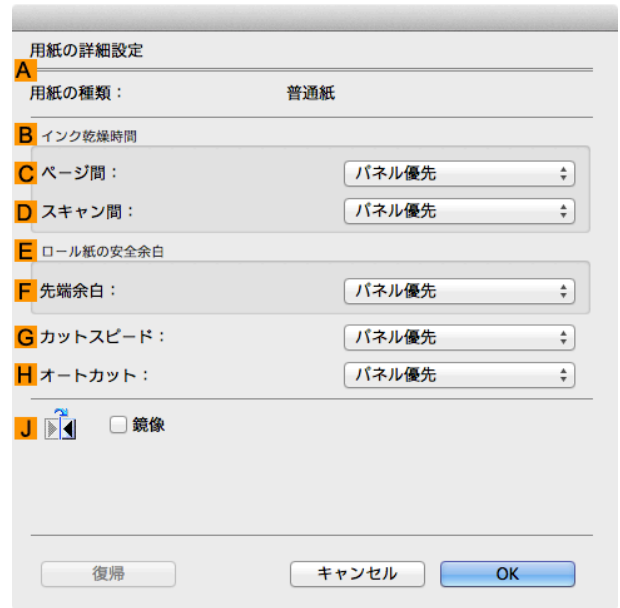 用紙の詳細設定
A
用紙の種類： 普通紙
B インク乾燥時間
C ページ間： パネル優先
D スキャン間： パネル優先
E ロール紙の安全余白
F 先端余白： パネル優先
G カットスピード： パネル優先
H オートカット： パネル優先
J 鏡像
復帰 キャンセル OK